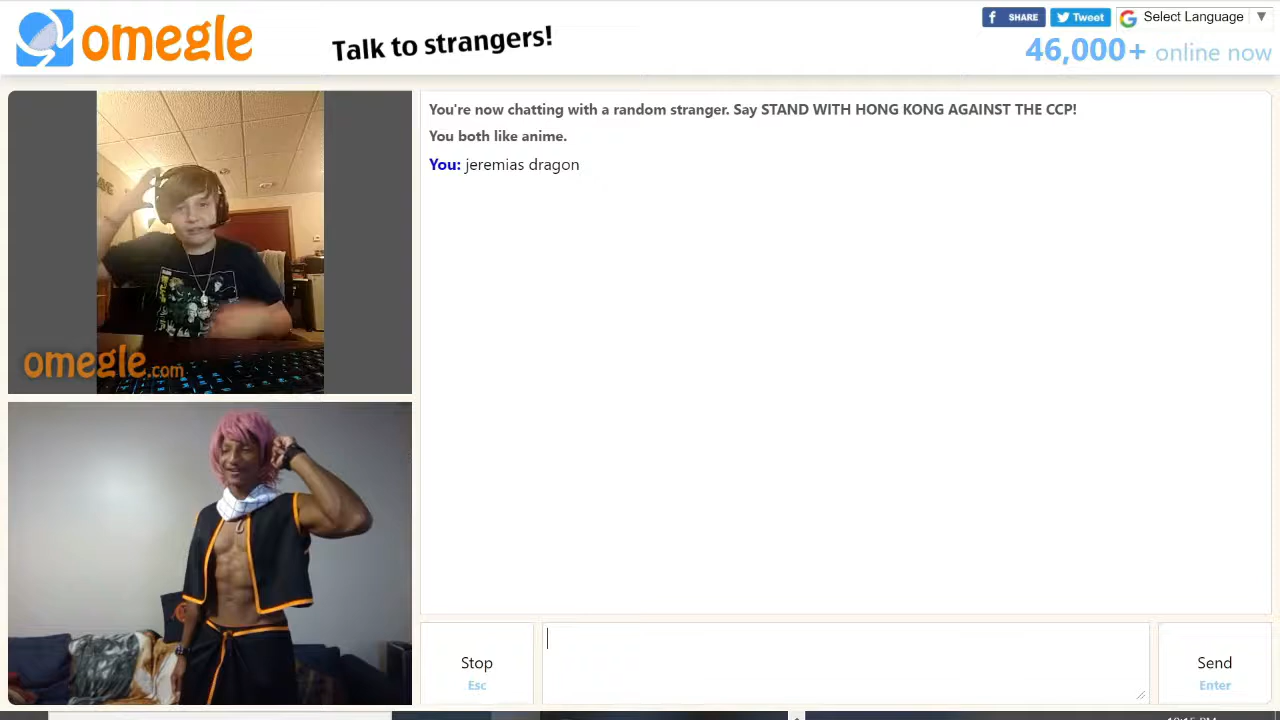 omegle
Talk to strangers!
f SHARE
Tweet
G Select Language ▼
46,000+ online now
You're now chatting with a random stranger. Say STAND WITH HONG KONG AGAINST THE CCP!
You both like anime.
You: jeremias dragon
omegle.com
Stop
Esc
Send
Enter